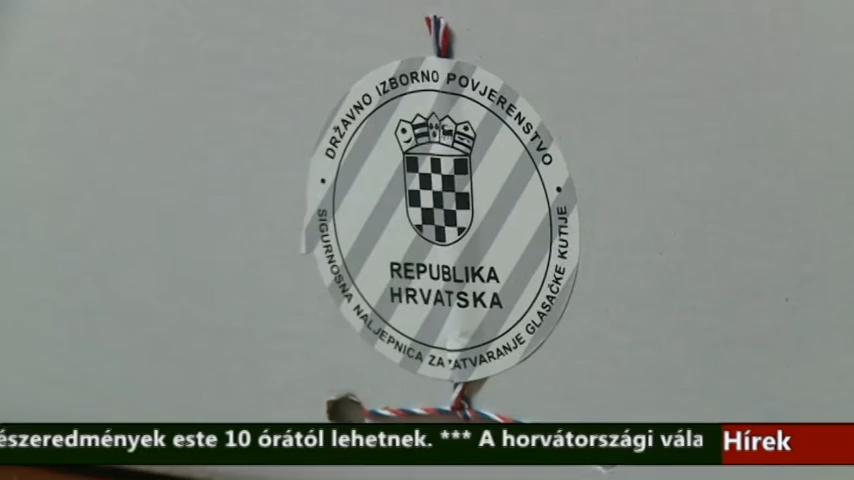 DRŽAVNO IZBORNO POVJERENSTVO
REPUBLIKA
HRVATSKA
SIGURNOSNA NALJEPNICA ZA ZATVARANJE GLASAČKE KUTIJE
észeredmények este 10 órától lehetnek. *** A horvátországi vála
Hírek